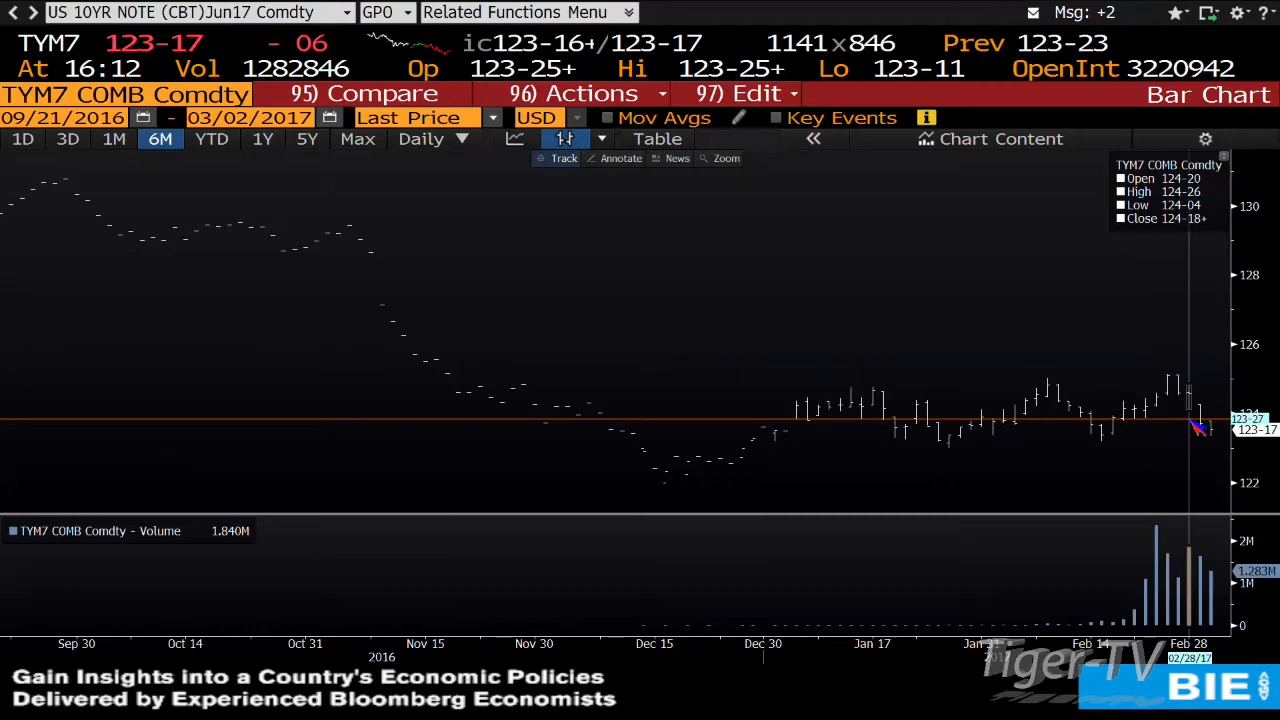 US 10YR NOTE (CBT)Jun17 Comdty GPO Related Functions Menu Msg: +2
TYM7 123-17 - 06 ic123-16+/123-17 1141x846 Prev 123-23
At 16:12 Vol 1282846 Op 123-25+ Hi 123-25+ Lo 123-11 OpenInt 3220942
TYM7 COMB Comdty 95) Compare 96) Actions 97) Edit Bar Chart
09/21/2016 - 03/02/2017 Last Price USD Mov Avgs Key Events
1D 3D 1M 6M YTD 1Y 5Y Max Daily Table Chart Content
Track Annotate News Zoom
TYM7 COMB Comdty
Open 124-20
High 124-26
Low 124-04
Close 124-18+
130
128
126
123-27
123-17
122
TYM7 COMB Comdty - Volume 1.840M
2M
1.283M
1M
0
Sep 30 Oct 14 Oct 31 Nov 15 Nov 30 Dec 15 Dec 30 Jan 17 Jan 31 Feb 14 Feb 28
2016
02/28/17
Tiger-TV
Gain Insights into a Country's Economic Policies
Delivered by Experienced Bloomberg Economists
BIE